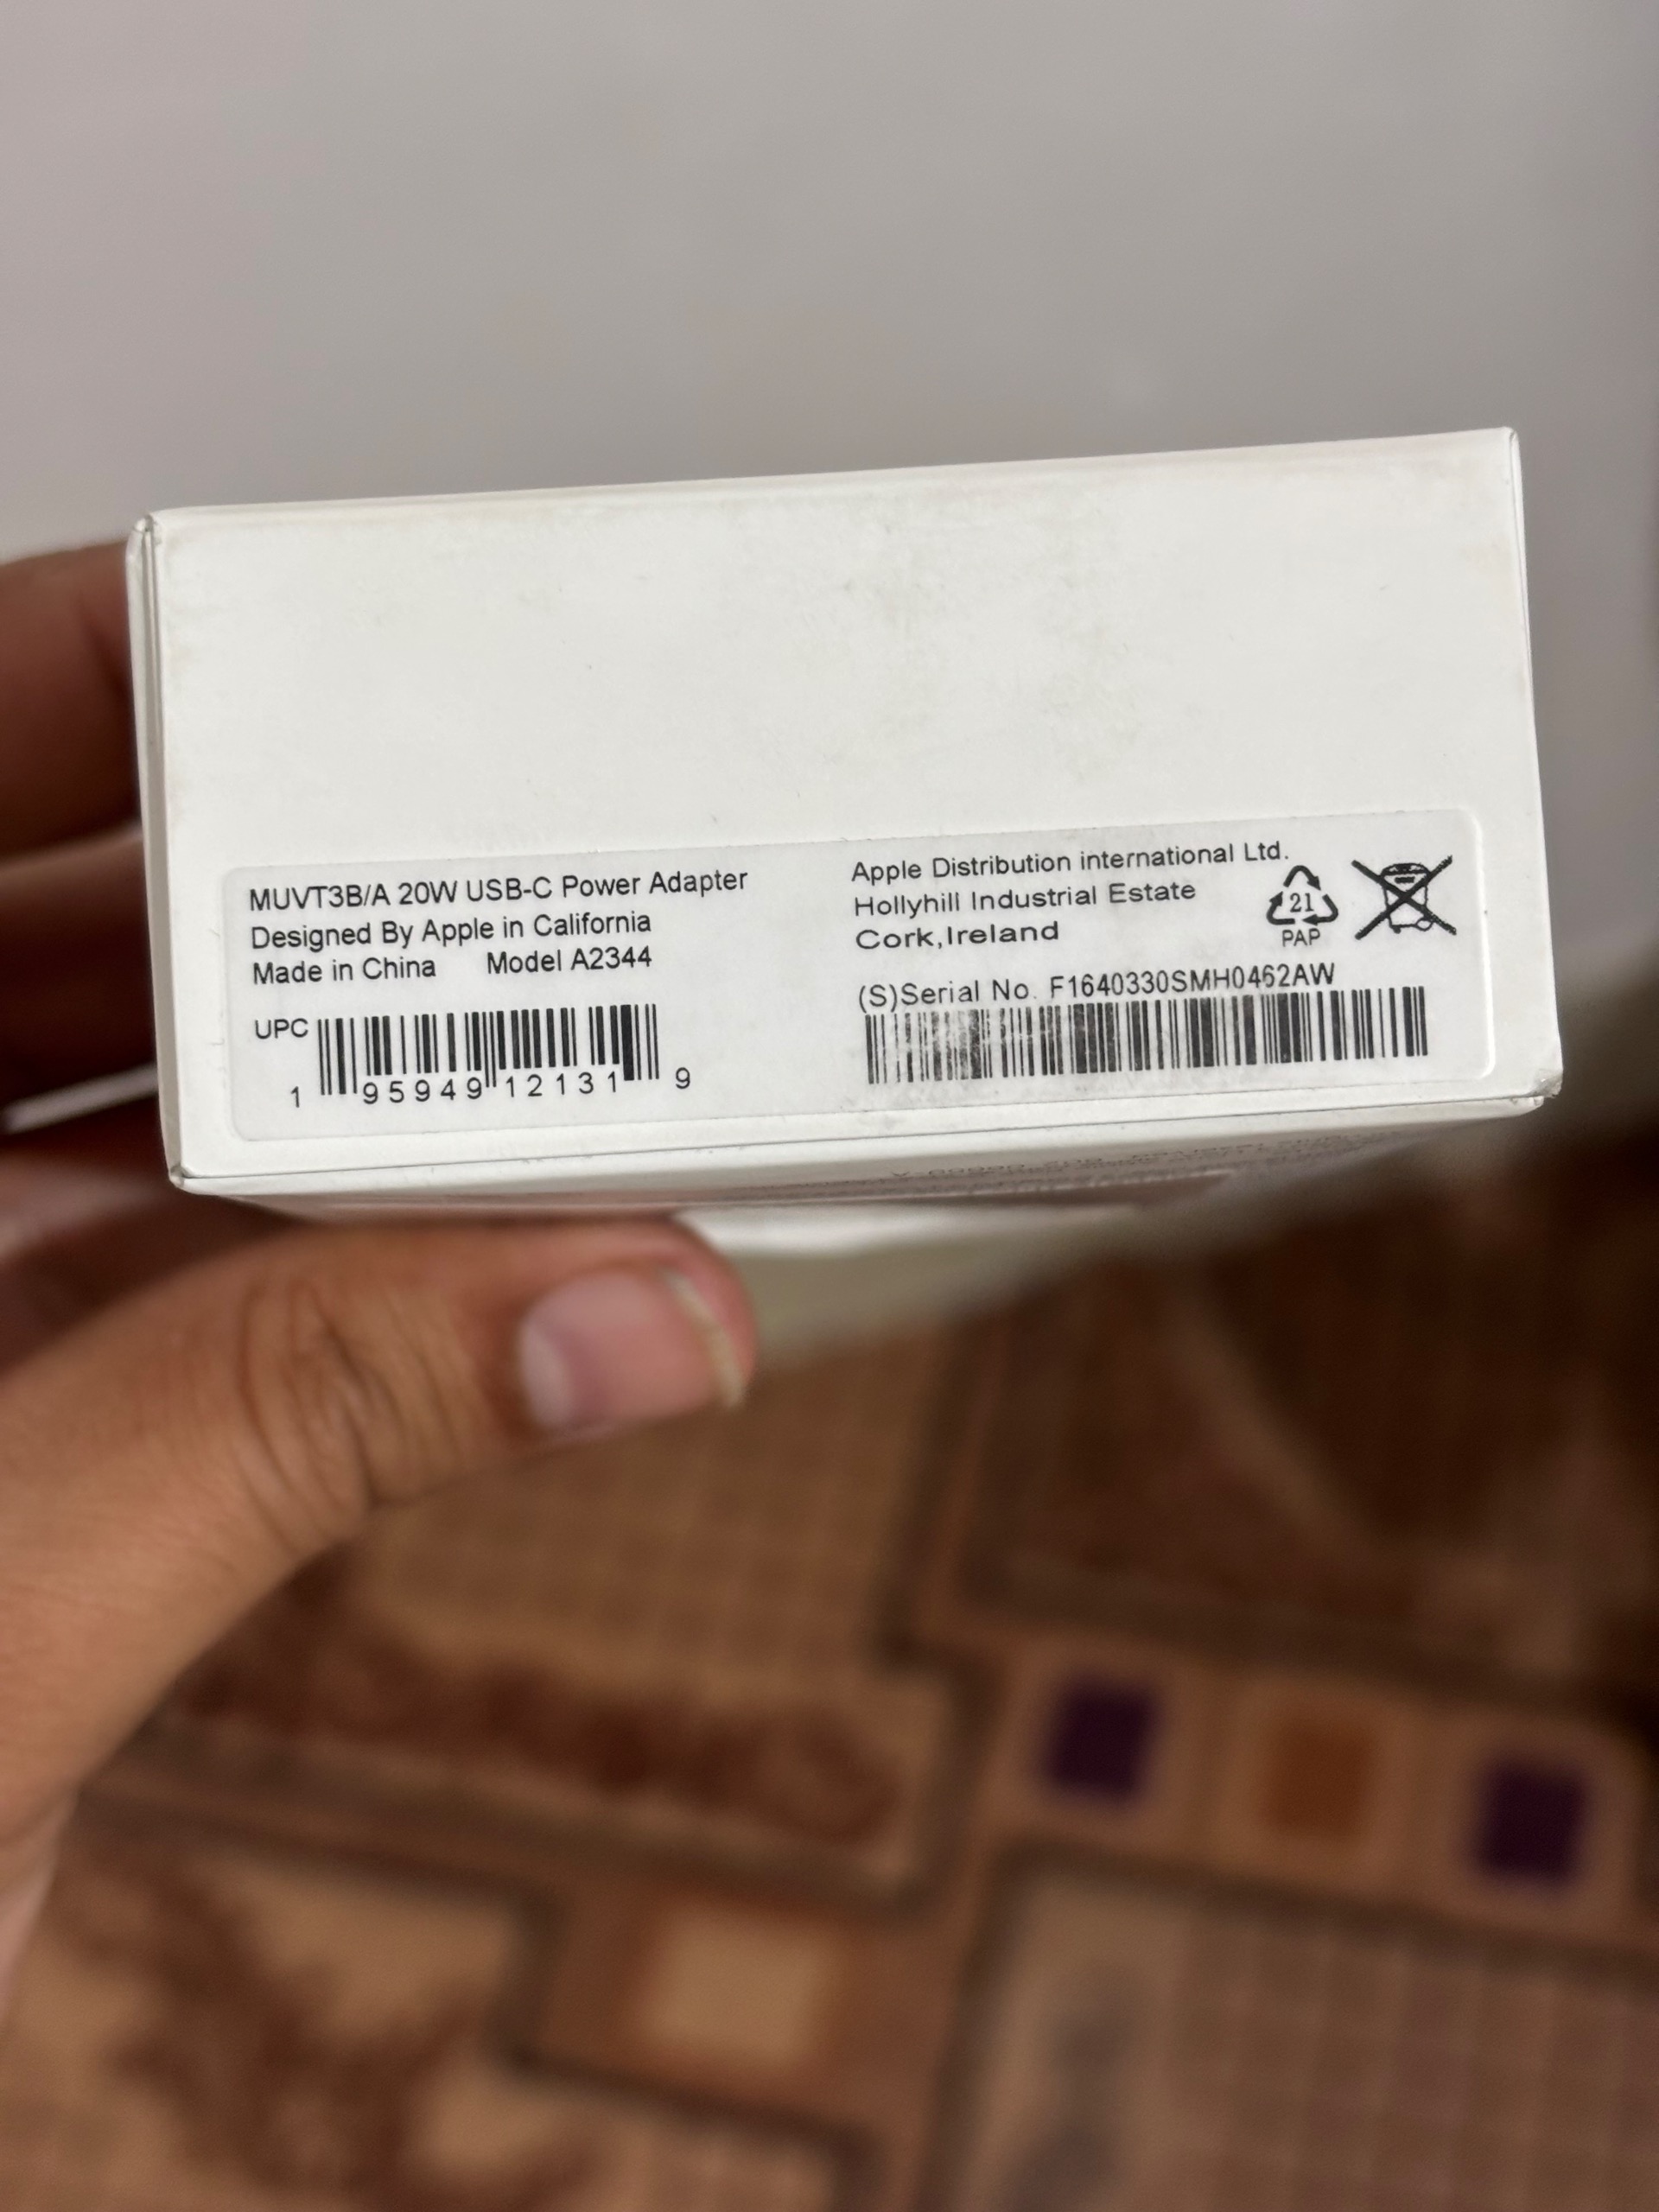 MUVT3B/A 20W USB-C Power Adapter
Designed By Apple in California
Made in China Model A2344
UPC
1 95949 12131 9
Apple Distribution international Ltd.
Hollyhill Industrial Estate
Cork,Ireland
21
PAP
(S)Serial No. F1640330SMH0462AW